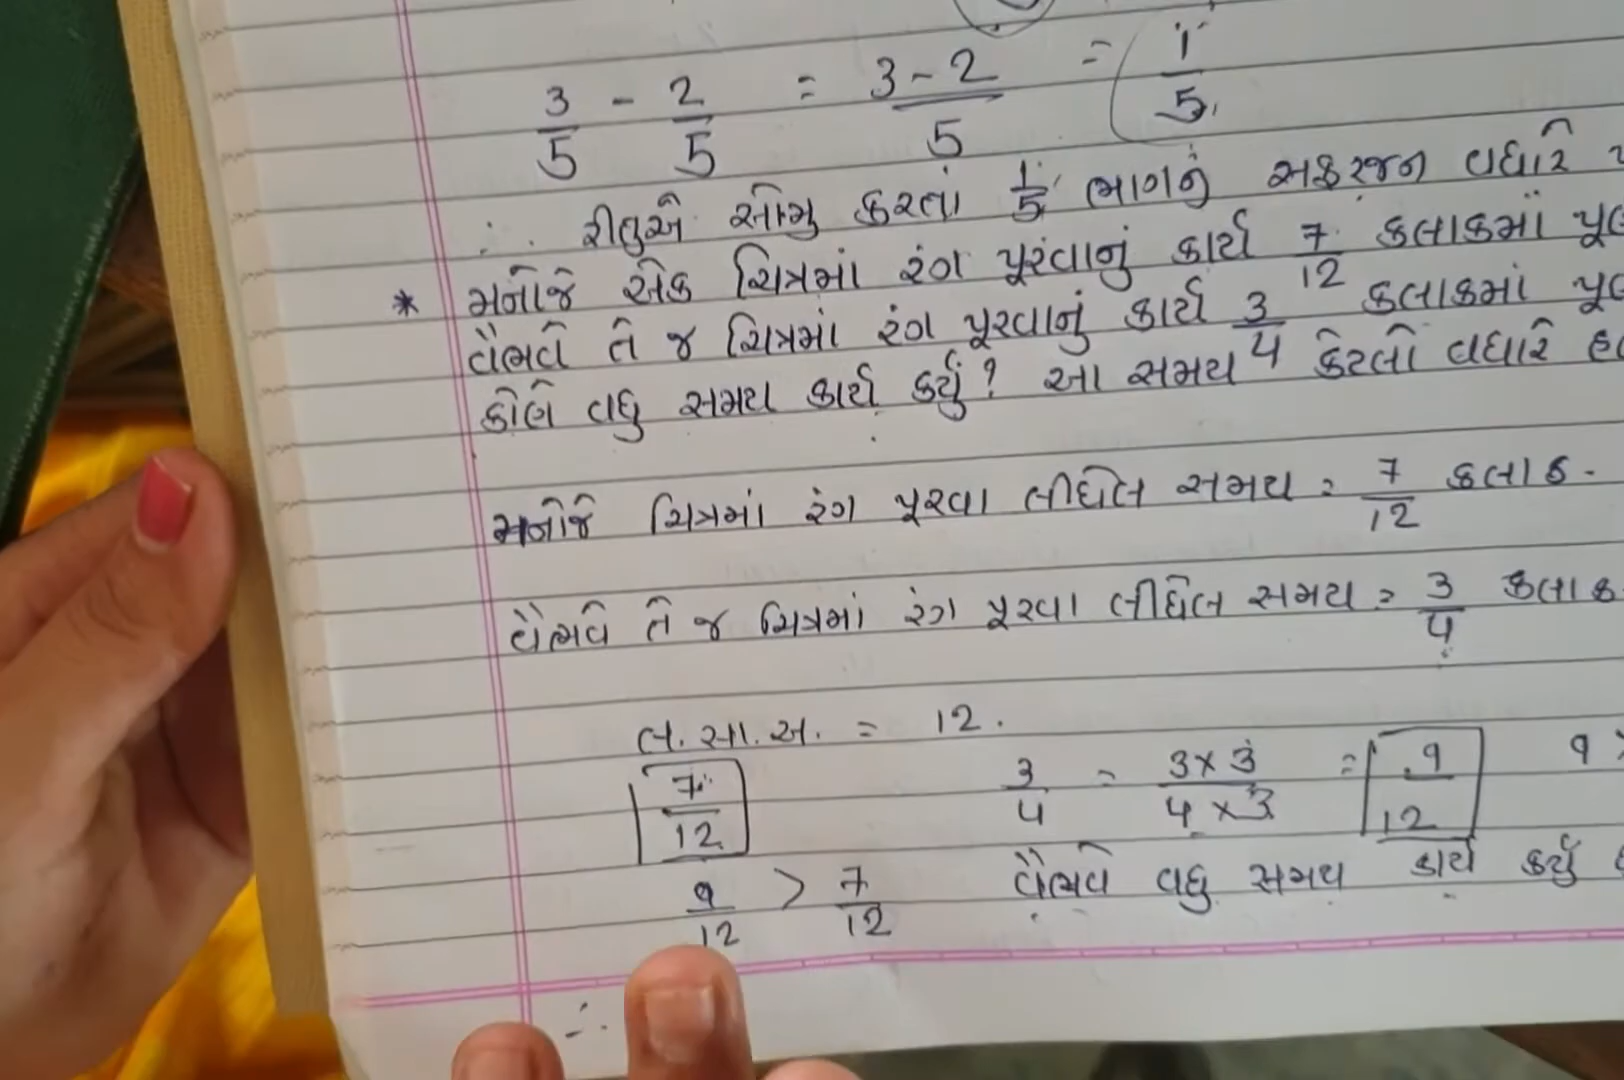 3/5 - 2/5 = 3-2/5 = 1/5
∴ રીતુએ સોમુ કરતાં 1/5 ભાગનું સફરજન વધારે
* મનોજે એક ચિત્રમાં રંગ પૂરવાનું કાર્ય 7/12 કલાકમાં
વૈભવે તે જ ચિત્રમાં રંગ પૂરવાનું કાર્ય 3/4 કલાકમાં
કોણે વધુ સમય કાર્ય કર્યું? આ સમય કેટલો વધારે
મનોજે ચિત્રમાં રંગ પૂરવા લીધેલ સમય = 7/12 કલાક.
વૈભવે તે જ ચિત્રમાં રંગ પૂરવા લીધેલ સમય = 3/4 કલાક
લ.સા.અ. = 12.
7/12 3/4 = 3×3/4×3 = 9/12
9/12 > 7/12 વૈભવે વધુ સમય કાર્ય કર્યું
∴